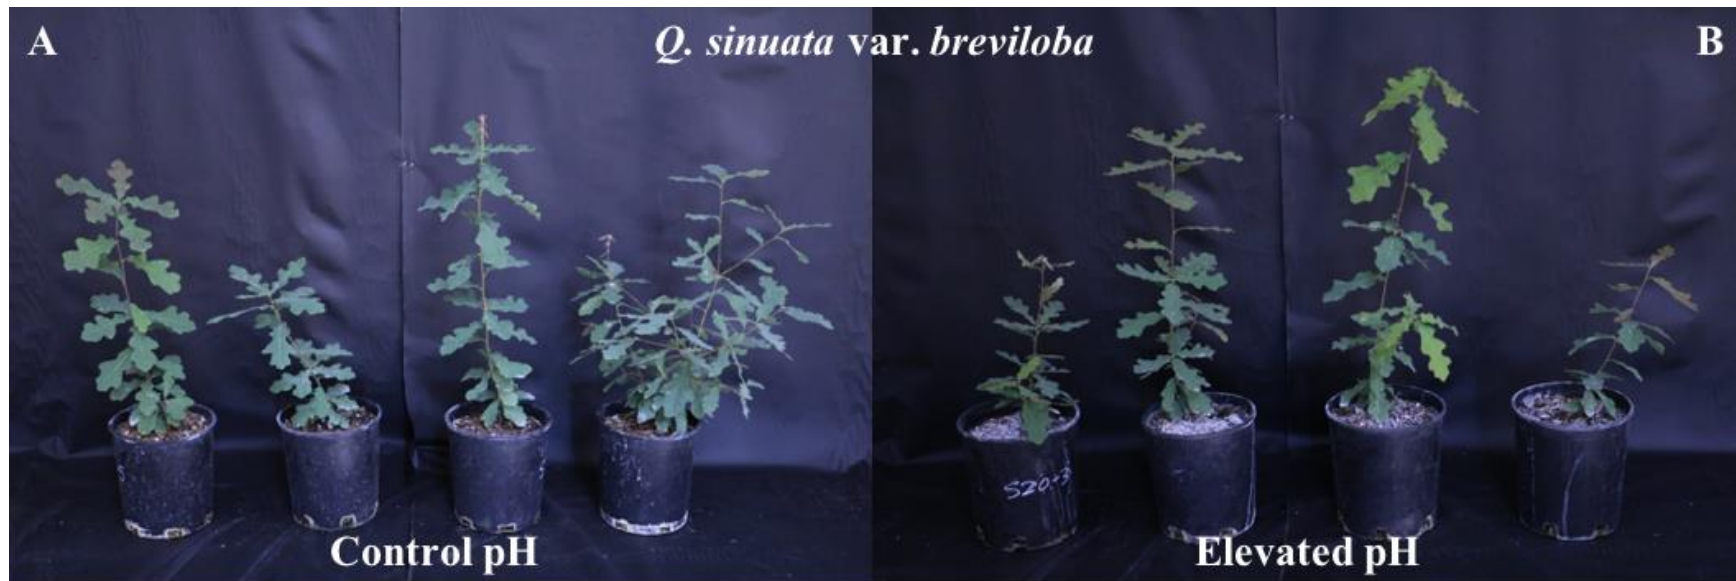 A
Q. sinuata var. breviloba
B
Control pH
Elevated pH